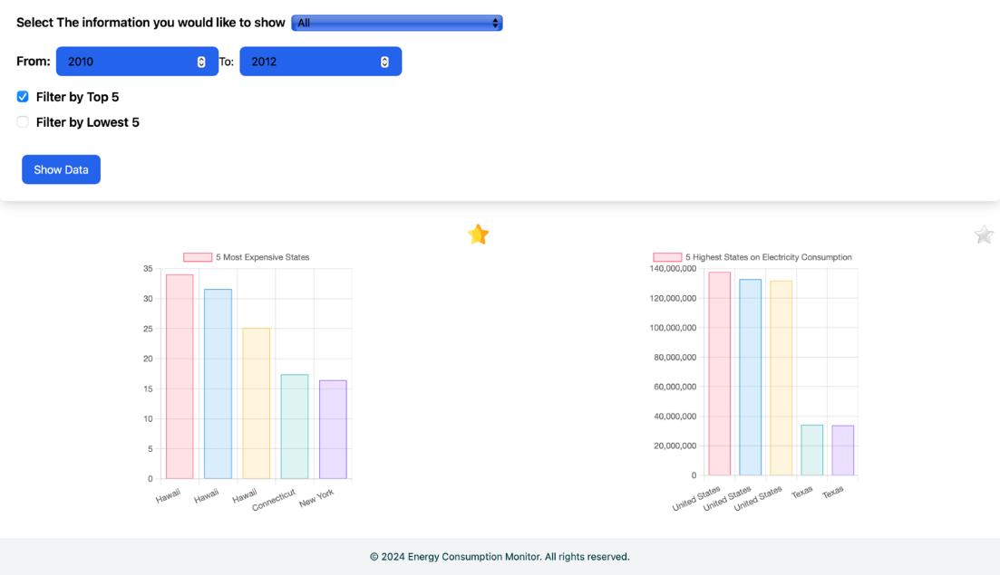 Select The information you would like to show All
From: 2010 To: 2012
Filter by Top 5
Filter by Lowest 5
Show Data
5 Most Expensive States
35
30
25
20
15
10
5
0
Hawaii Hawaii Hawaii Connecticut New York
5 Highest States on Electricity Consumption
140,000,000
120,000,000
100,000,000
80,000,000
60,000,000
40,000,000
20,000,000
0
United States United States United States Texas Texas
© 2024 Energy Consumption Monitor. All rights reserved.